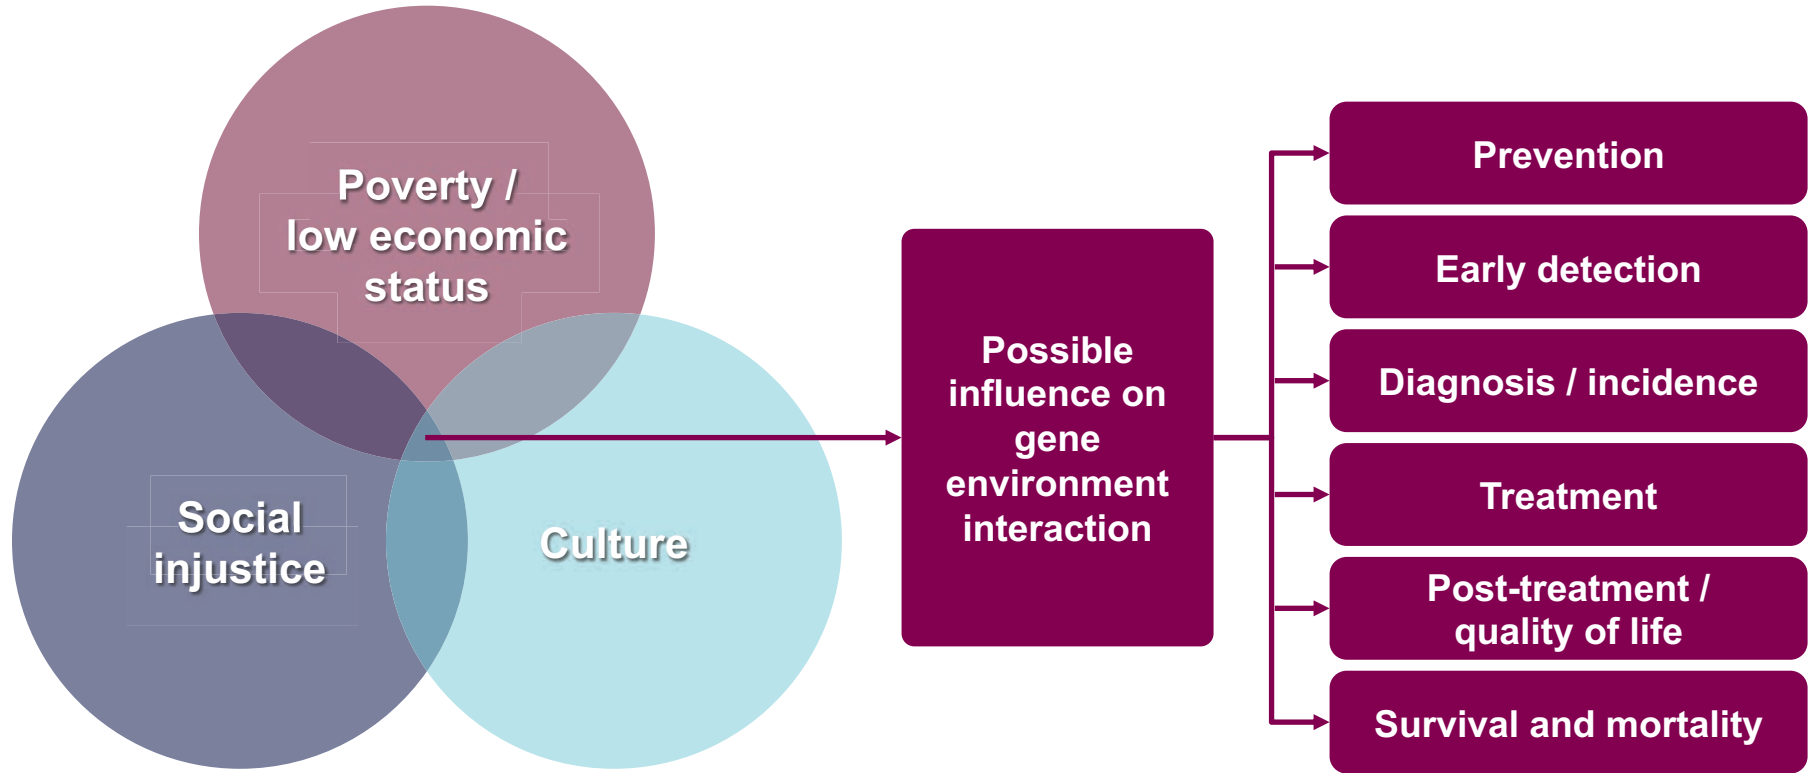 Poverty /
low economic
status
Social
injustice
Culture
Possible
influence on
gene
environment
interaction
Prevention
Early detection
Diagnosis / incidence
Treatment
Post-treatment /
quality of life
Survival and mortality